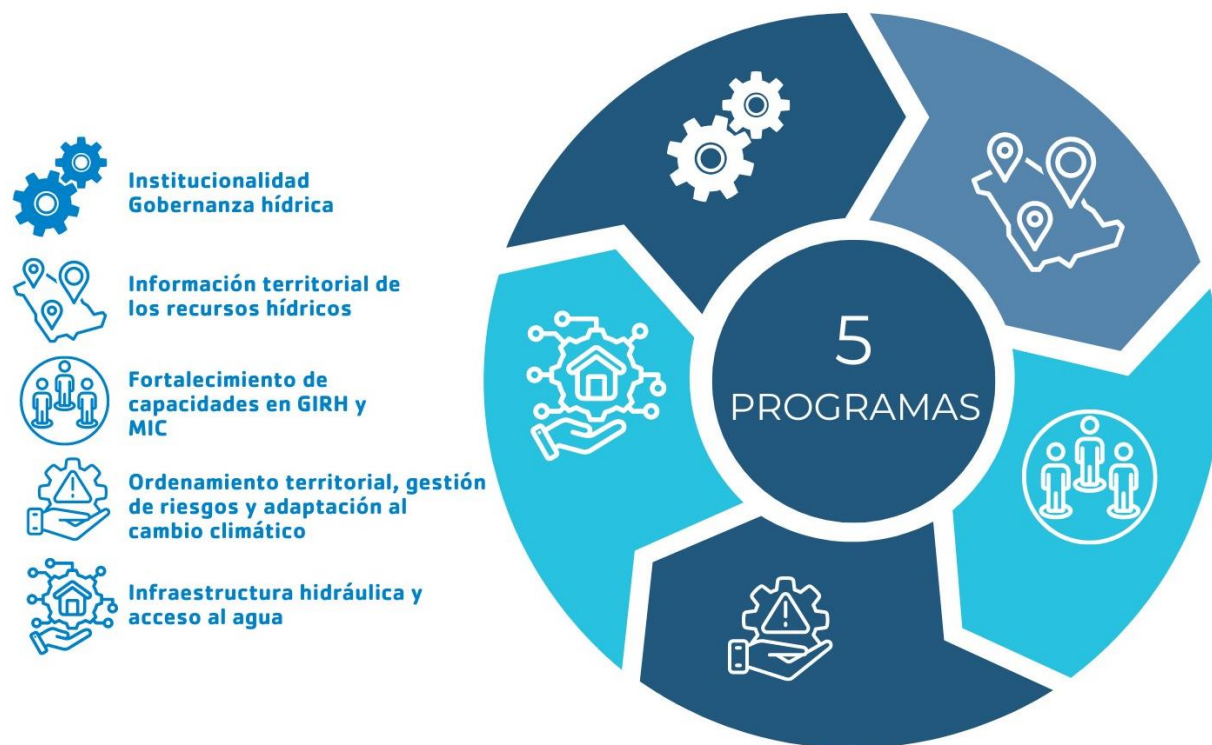 Institucionalidad
Gobernanza hídrica
Información territorial de
los recursos hídricos
Fortalecimiento de
capacidades en GIRH y
MIC
Ordenamiento territorial, gestión
de riesgos y adaptación al
cambio climático
Infraestructura hidráulica y
acceso al agua
5
PROGRAMAS